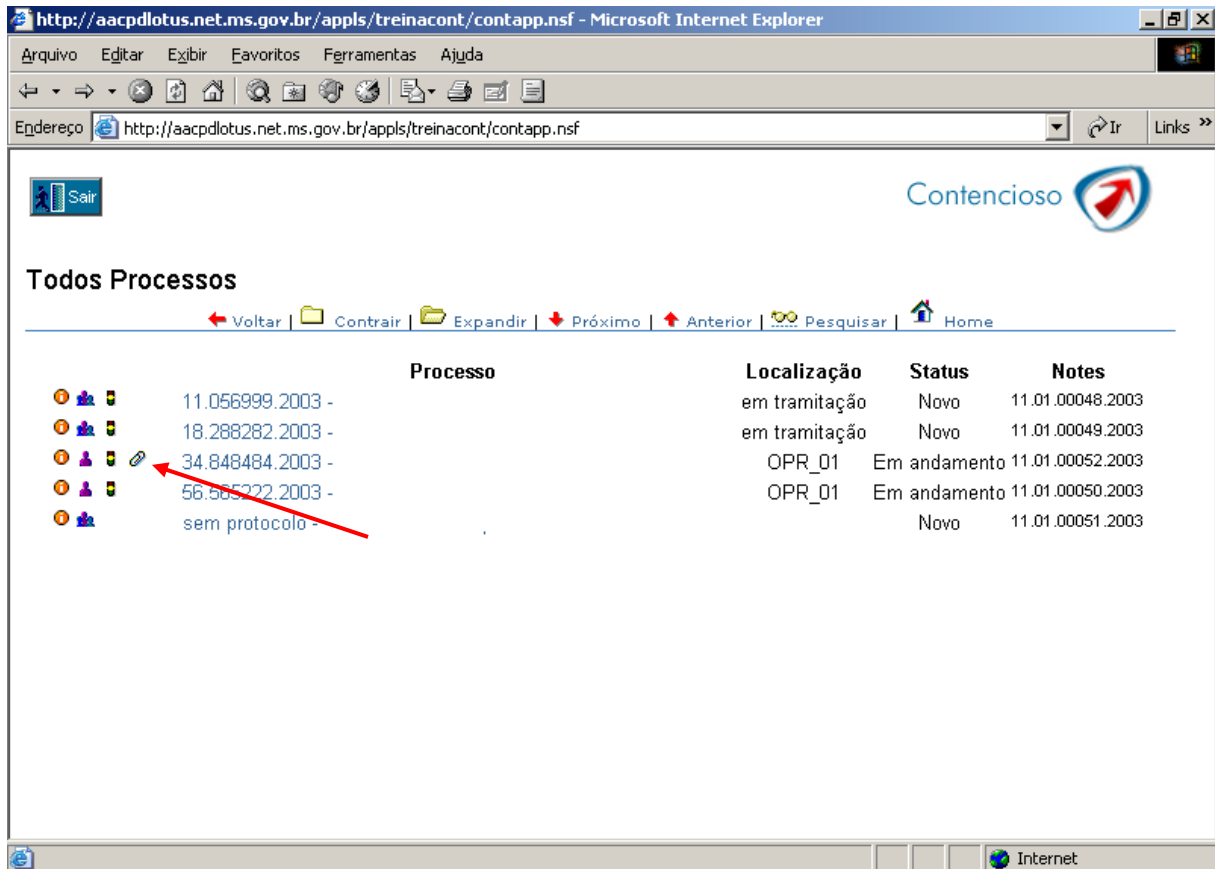 http://aacpdlotus.net.ms.gov.br/appls/treinacont/contapp.nsf - Microsoft Internet Explorer
Arquivo Editar Exibir Favoritos Ferramentas Ajuda
Endereço http://aacpdlotus.net.ms.gov.br/appls/treinacont/contapp.nsf Ir Links »
Sair Contencioso
Todos Processos
Voltar | Contrair | Expandir | Próximo | Anterior | Pesquisar | Home
Processo Localização Status Notes
11.056999.2003 - em tramitação Novo 11.01.00048.2003
18.288282.2003 - em tramitação Novo 11.01.00049.2003
34.848484.2003 - OPR_01 Em andamento 11.01.00052.2003
56.565222.2003 - OPR_01 Em andamento 11.01.00050.2003
sem protocolo - Novo 11.01.00051.2003
Internet